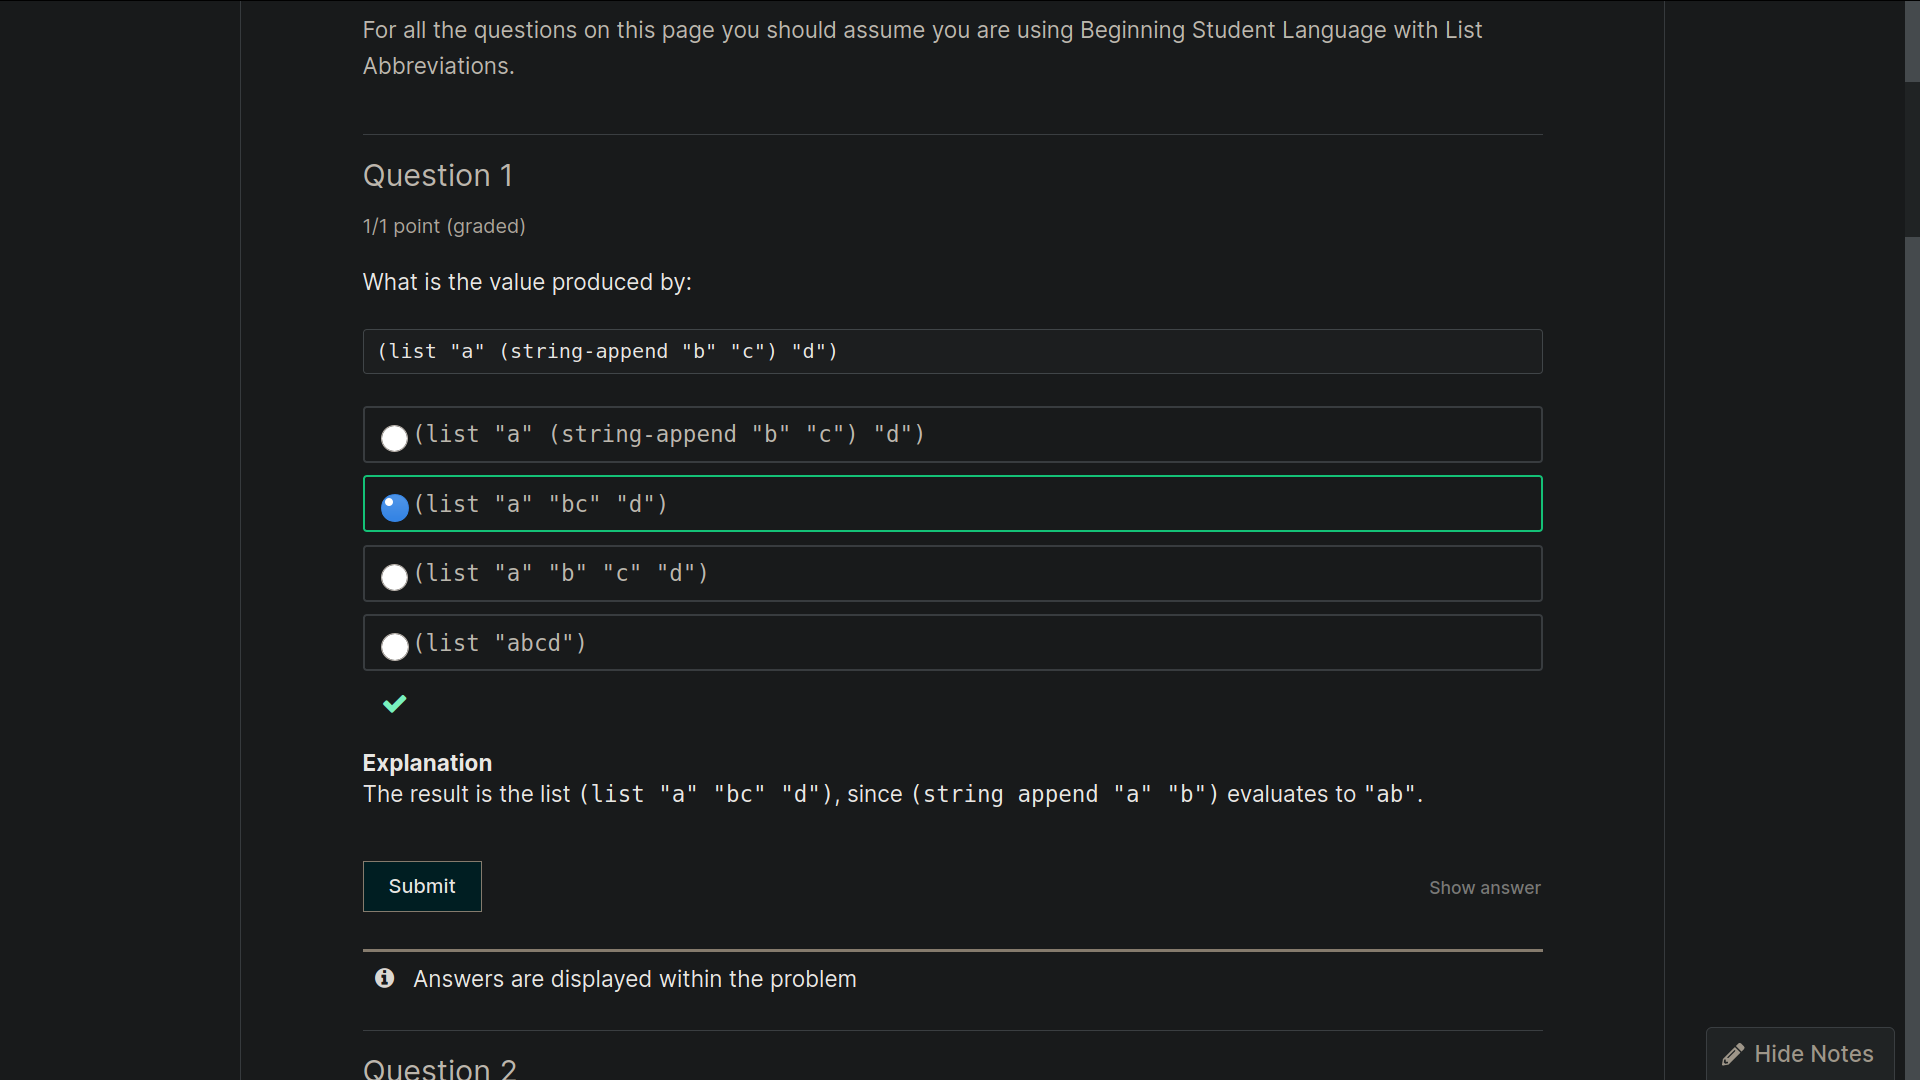 For all the questions on this page you should assume you are using Beginning Student Language with List
Abbreviations.
Question 1
1/1 point (graded)
What is the value produced by:
(list "a" (string-append "b" "c") "d")
(list "a" (string-append "b" "c") "d")
(list "a" "bc" "d")
(list "a" "b" "c" "d")
(list "abcd")
Explanation
The result is the list (list "a" "bc" "d"), since (string append "a" "b") evaluates to "ab".
Submit
Show answer
Answers are displayed within the problem
Question 2
Hide Notes